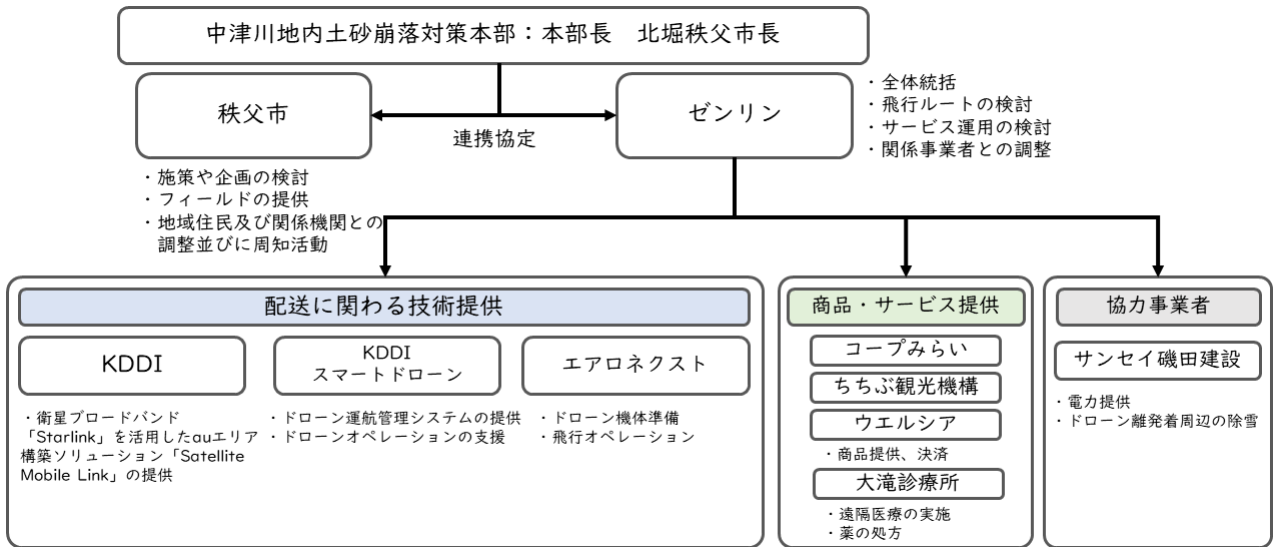 中津川地内土砂崩落対策本部：本部長　北堀秩父市長
秩父市
連携協定
ゼンリン
・全体統括
・飛行ルートの検討
・サービス運用の検討
・関係事業者との調整
・施策や企画の検討
・フィールドの提供
・地域住民及び関係機関との
調整並びに周知活動
配送に関わる技術提供
KDDI
・衛星ブロードバンド
「Starlink」を活用したauエリア
構築ソリューション「Satellite
Mobile Link」の提供
KDDI
スマートドローン
・ドローン運航管理システムの提供
・ドローンオペレーションの支援
エアロネクスト
・ドローン機体準備
・飛行オペレーション
商品・サービス提供
コープみらい
ちちぶ観光機構
ウエルシア
・商品提供、決済
大滝診療所
・遠隔医療の実施
・薬の処方
協力事業者
サンセイ磯田建設
・電力提供
・ドローン離発着周辺の除雪